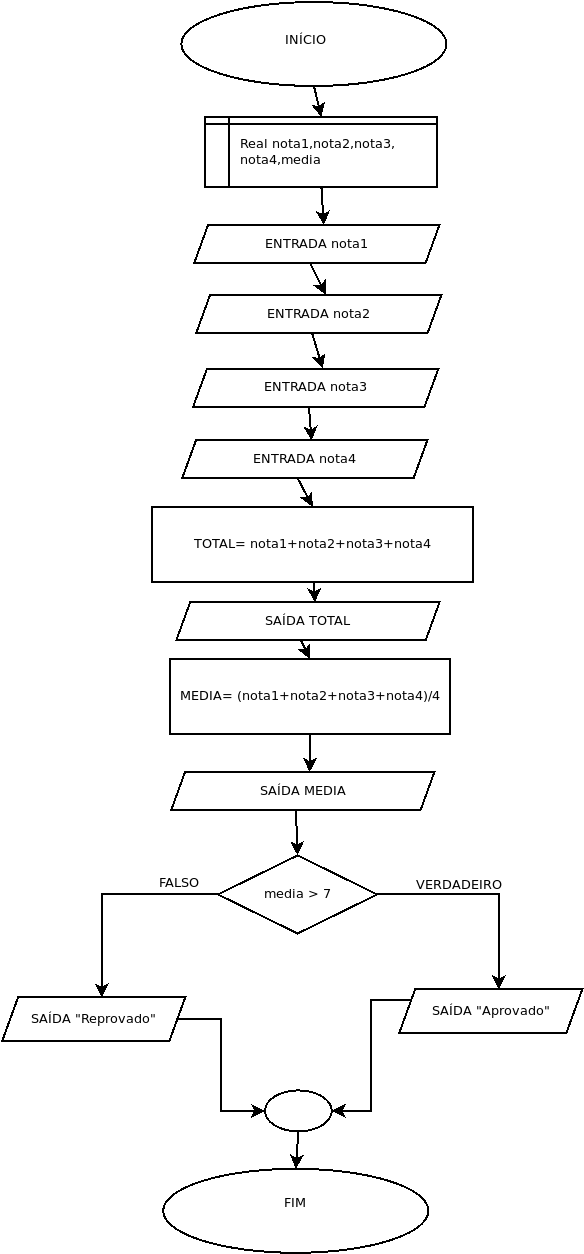 INÍCIO
Real nota1,nota2,nota3,
nota4,media
ENTRADA nota1
ENTRADA nota2
ENTRADA nota3
ENTRADA nota4
TOTAL= nota1+nota2+nota3+nota4
SAÍDA TOTAL
MEDIA= (nota1+nota2+nota3+nota4)/4
SAÍDA MEDIA
FALSO
media > 7
VERDADEIRO
SAÍDA "Reprovado"
SAÍDA "Aprovado"
FIM